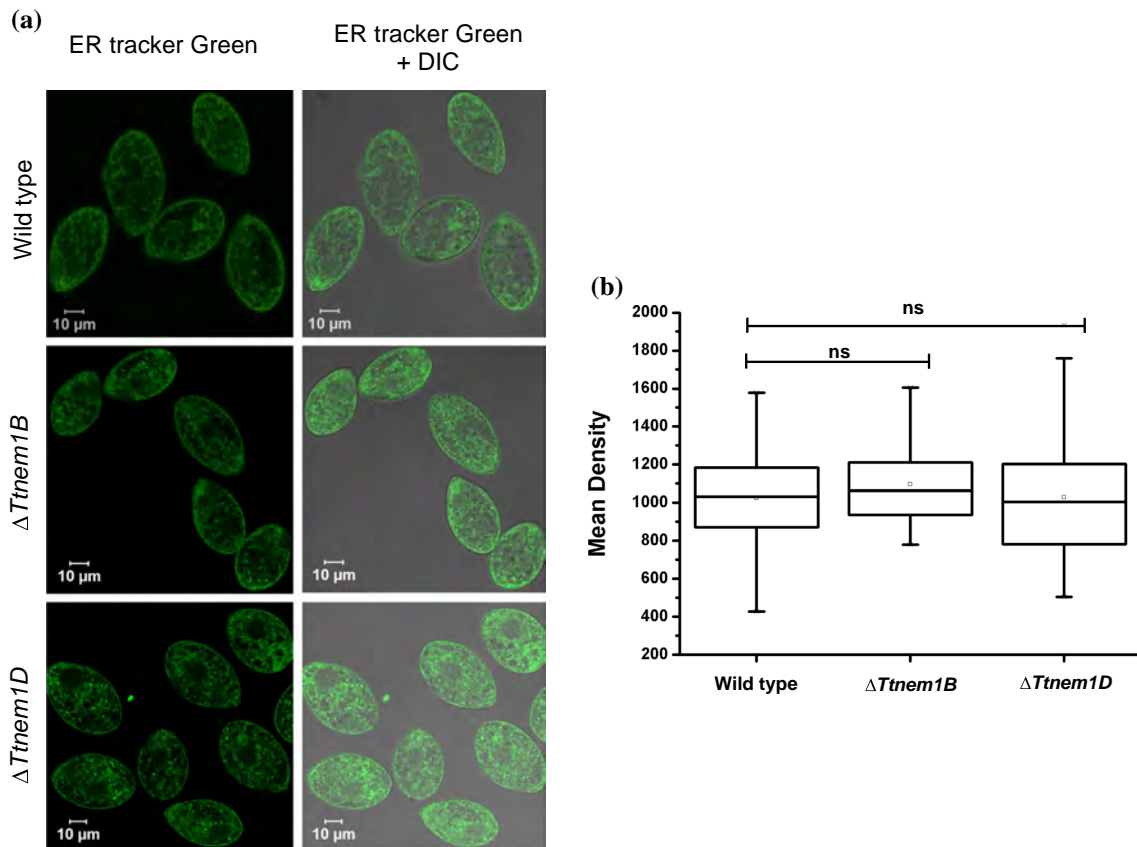 (a)
ER tracker Green
ER tracker Green
+ DIC
Wild type
10 µm
10 µm
ΔTtnem1B
10 µm
10 µm
ΔTtnem1D
10 µm
10 µm
(b)
ns
ns
Mean Density
2000
1800
1600
1400
1200
1000
800
600
400
200
Wild type
ΔTtnem1B
ΔTtnem1D